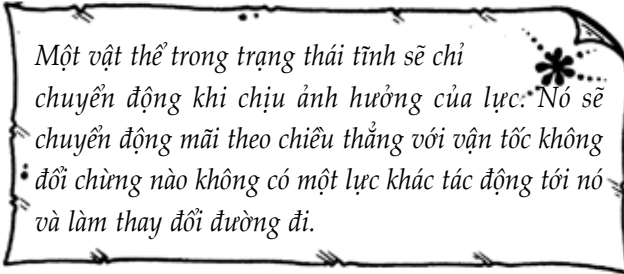 Một vật thể trong trạng thái tĩnh sẽ chỉ
chuyển động khi chịu ảnh hưởng của lực. Nó sẽ
chuyển động mãi theo chiều thẳng với vận tốc không
đổi chừng nào không có một lực khác tác động tới nó
và làm thay đổi đường đi.